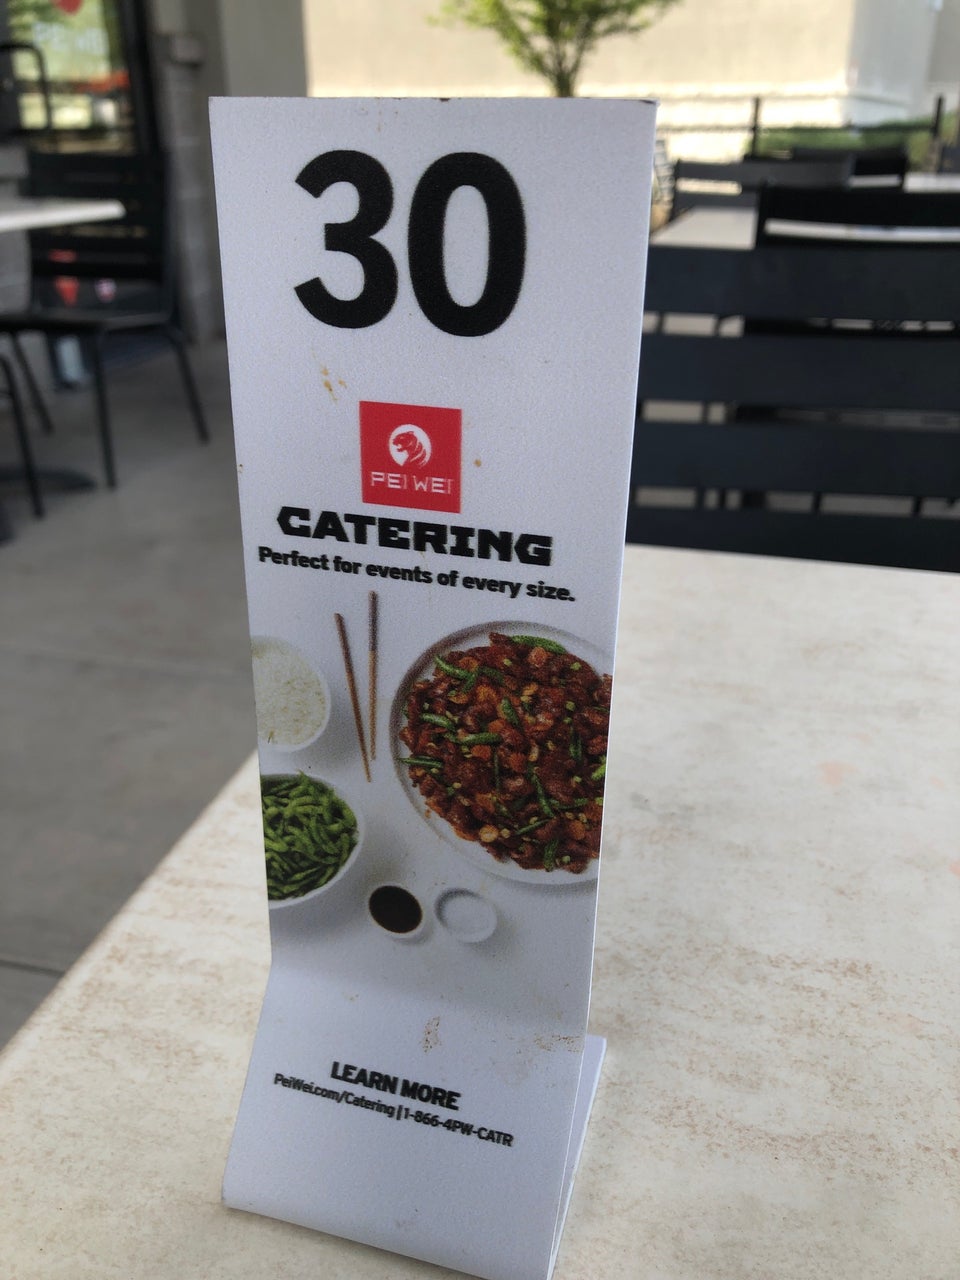 30
PEI WEI
CATERING
Perfect for events of every size.
LEARN MORE
PeiWei.com/Catering | 1-866-4PW-CATR